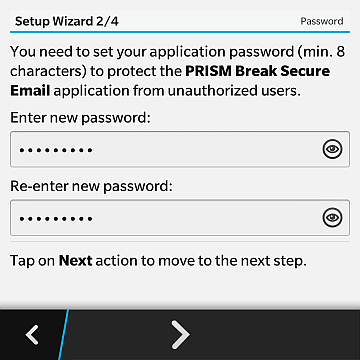 Setup Wizard 2/4
Password
You need to set your application password (min. 8
characters) to protect the PRISM Break Secure
Email application from unauthorized users.
Enter new password:
•••••••••
Re-enter new password:
•••••••••
Tap on Next action to move to the next step.